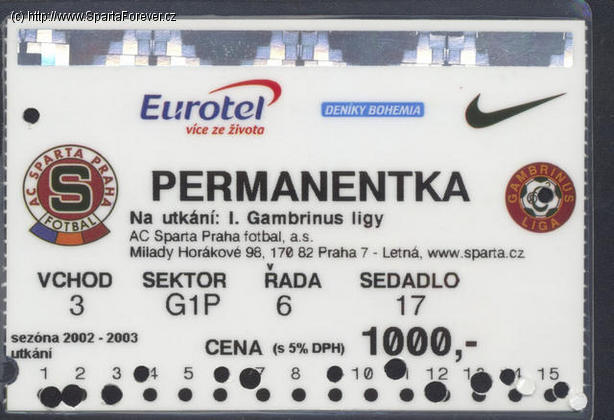 (c) http://www.SpartaForever.cz
Eurotel
více ze života
DENÍKY BOHEMIA
AC SPARTA PRAHA
S
FOTBAL
PERMANENTKA
GAMBRINUS
LIGA
Na utkání: I. Gambrinus ligy
AC Sparta Praha fotbal, a.s.
Milady Horákové 98, 170 82 Praha 7 - Letná, www.sparta.cz
VCHOD SEKTOR ŘADA SEDADLO
3 G1P 6 17
sezóna 2002 - 2003
utkání
CENA (s 5% DPH) 1000,-
1 2 3 4 5 6 7 8 9 10 11 12 13 14 15